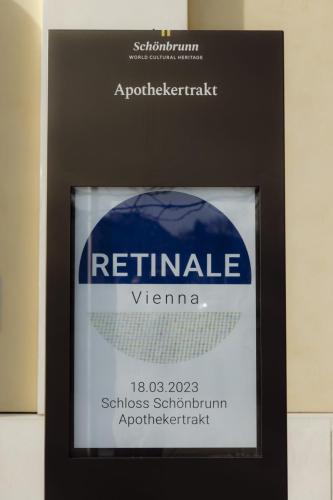 Schönbrunn
WORLD CULTURAL HERITAGE
Apothekertrakt
RETINALE
Vienna
18.03.2023
Schloss Schönbrunn
Apothekertrakt